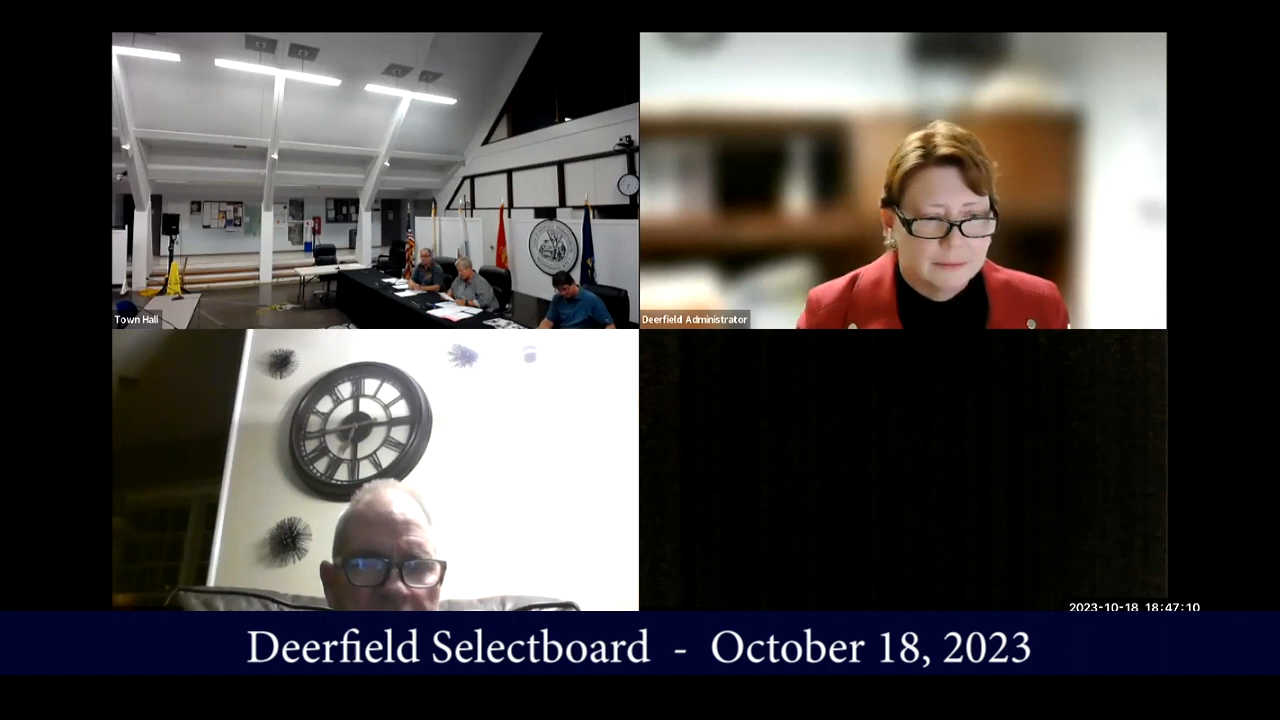 Town Hall
Deerfield Administrator
2023-10-18 18:47:10
Deerfield Selectboard - October 18, 2023